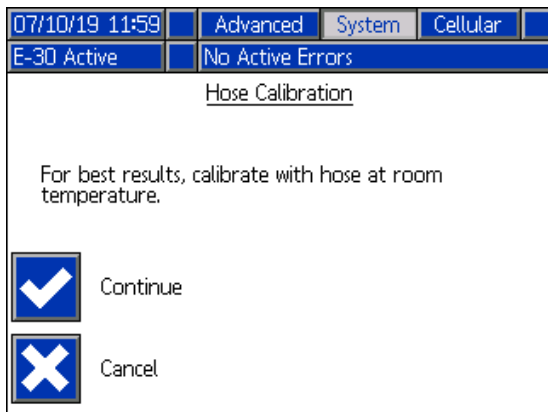 07/10/19 11:59 Advanced System Cellular
E-30 Active No Active Errors
Hose Calibration
For best results, calibrate with hose at room
temperature.
Continue
Cancel